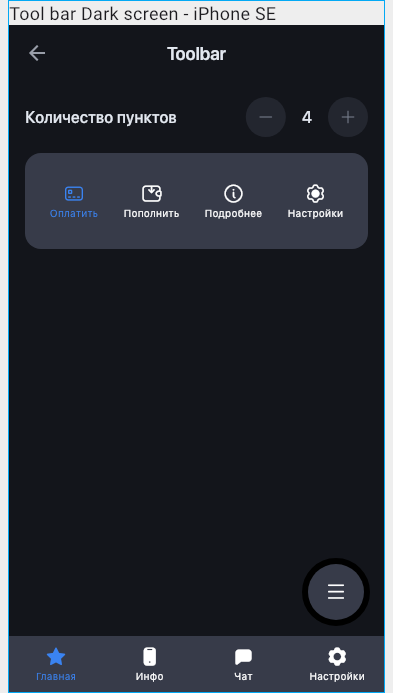 Tool bar Dark screen - iPhone SE
Toolbar
Количество пунктов 4
Оплатить Пополнить Подробнее Настройки
Главная Инфо Чат Настройки